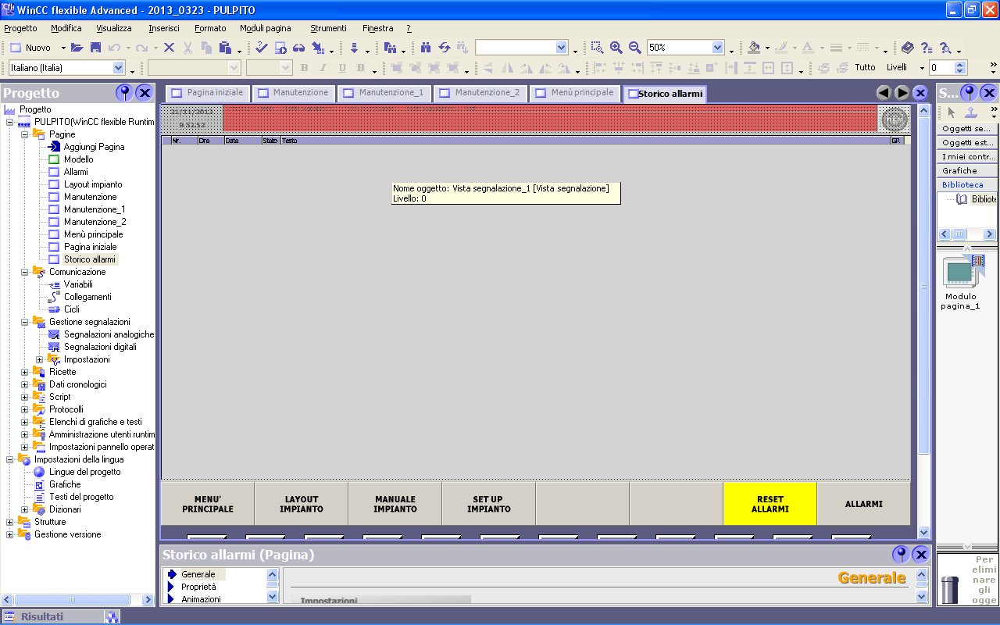 WinCC flexible Advanced - 2013_0323 - PULPITO
Progetto Modifica Visualizza Inserisci Formato Moduli pagina Strumenti Finestra ?
Nuovo 50%
Italiano (Italia) B I U Tutto Livelli 0
Progetto
Progetto
PULPITO(WinCC flexible Runtim
Pagine
Aggiungi Pagina
Modello
Allarmi
Layout impianto
Manutenzione
Manutenzione_1
Manutenzione_2
Menù principale
Pagina iniziale
Storico allarmi
Comunicazione
Variabili
Collegamenti
Cicli
Gestione segnalazioni
Segnalazioni analogiche
Segnalazioni digitali
Impostazioni
Ricette
Dati cronologici
Script
Protocolli
Elenchi di grafiche e testi
Amministrazione utenti runtim
Impostazioni pannello operat
Impostazioni della lingua
Lingue del progetto
Grafiche
Testi del progetto
Dizionari
Strutture
Gestione versione
Risultati
Pagina iniziale Manutenzione Manutenzione_1 Manutenzione_2 Menù principale Storico allarmi
21/11/2013
9.52.52
Nr. Ora Data Stato Testo GR
Nome oggetto: Vista segnalazione_1 [Vista segnalazione]
Livello: 0
MENU' PRINCIPALE
LAYOUT IMPIANTO
MANUALE IMPIANTO
SET UP IMPIANTO
RESET ALLARMI
ALLARMI
Storico allarmi (Pagina)
Generale
Proprietà
Animazioni
Generale
Impostazioni
S...
Oggetti se...
Oggetti est...
I miei contr...
Grafiche
Biblioteca
Bibliote
Modulo
pagina_1
Per
elimi
nare
gli
ogge